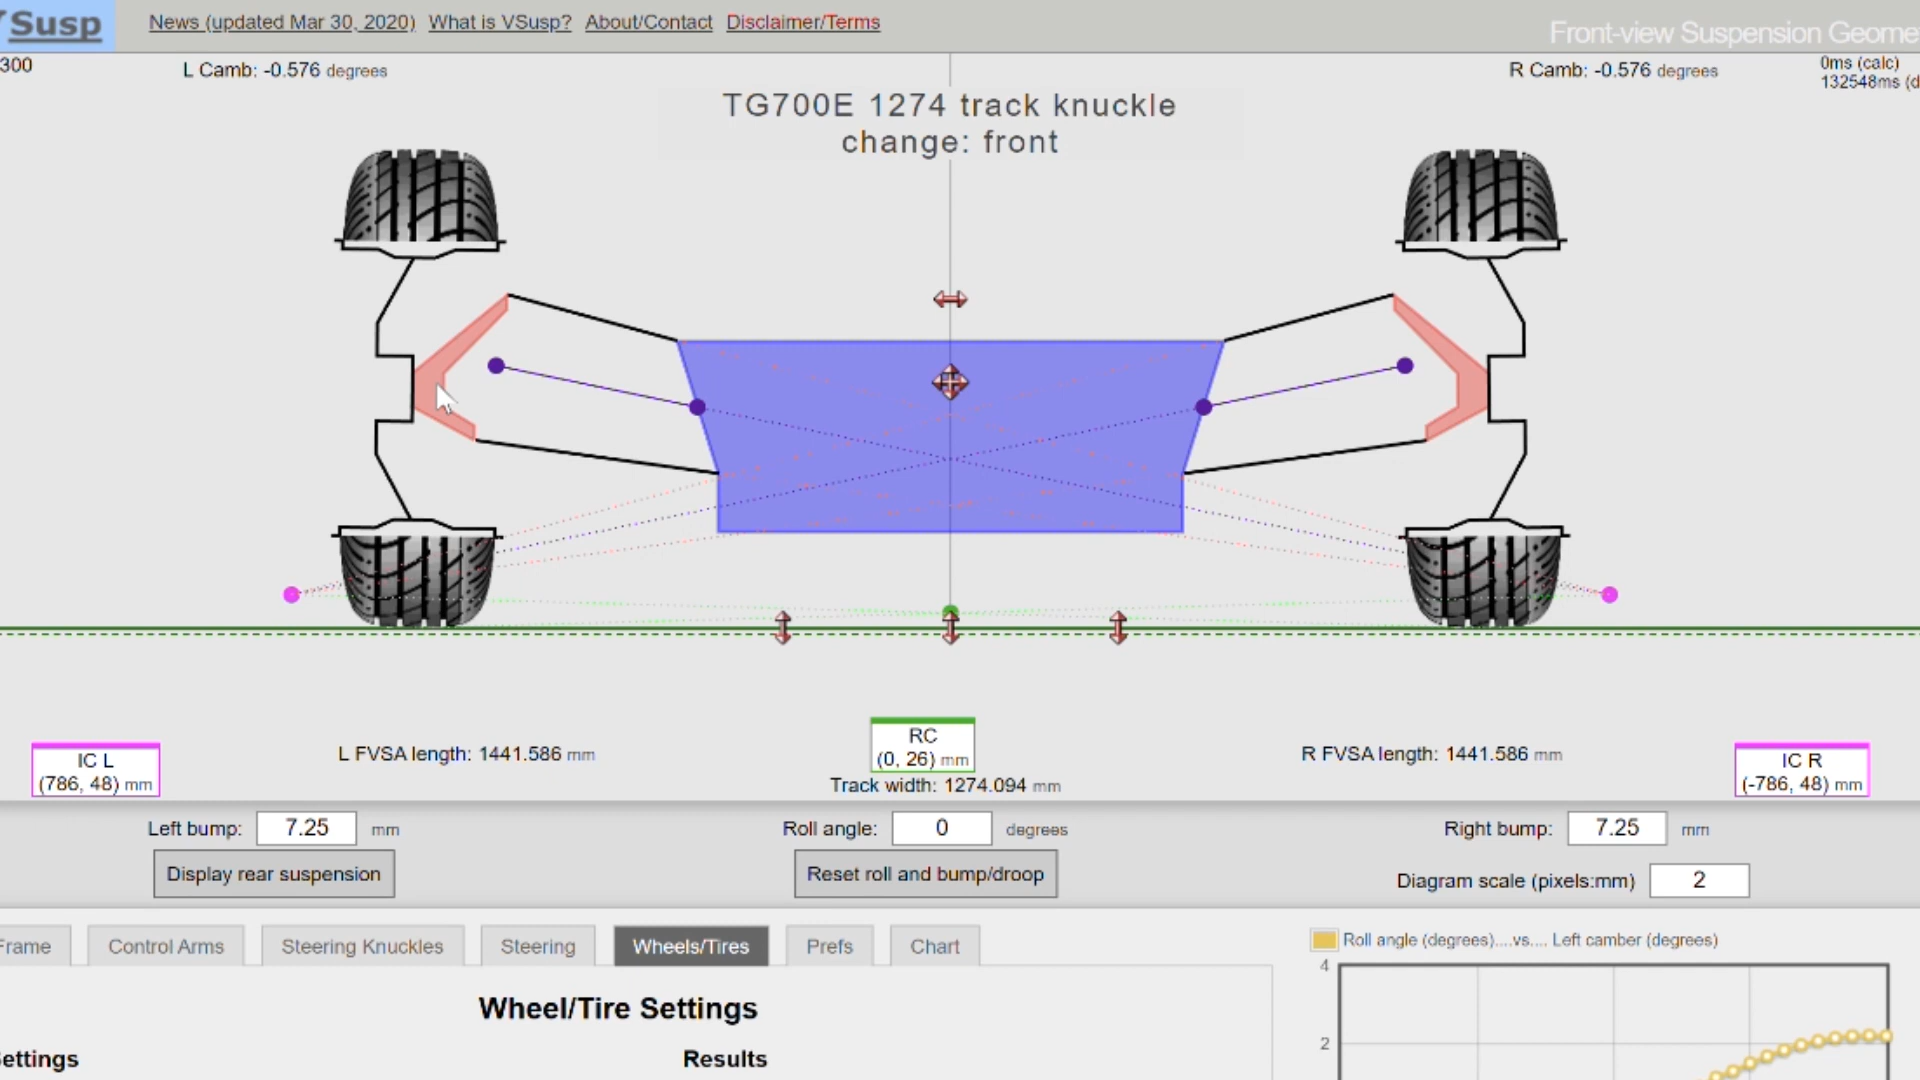 Susp
News (updated Mar 30, 2020) What is VSusp? About/Contact Disclaimer/Terms
Front-view Suspension
300
L Camb: -0.576 degrees
R Camb: -0.576 degrees
0ms (calc)
132548ms
TG700E 1274 track knuckle
change: front
IC L
(786, 48) mm
L FVSA length: 1441.586 mm
RC
(0, 26) mm
Track width: 1274.094 mm
R FVSA length: 1441.586 mm
IC R
(-786, 48) mm
Left bump: 7.25 mm
Roll angle: 0 degrees
Right bump: 7.25 mm
Display rear suspension
Reset roll and bump/droop
Diagram scale (pixels:mm) 2
Frame Control Arms Steering Knuckles Steering Wheels/Tires Prefs Chart
Roll angle (degrees)....vs.... Left camber (degrees)
4
2
Wheel/Tire Settings
Results